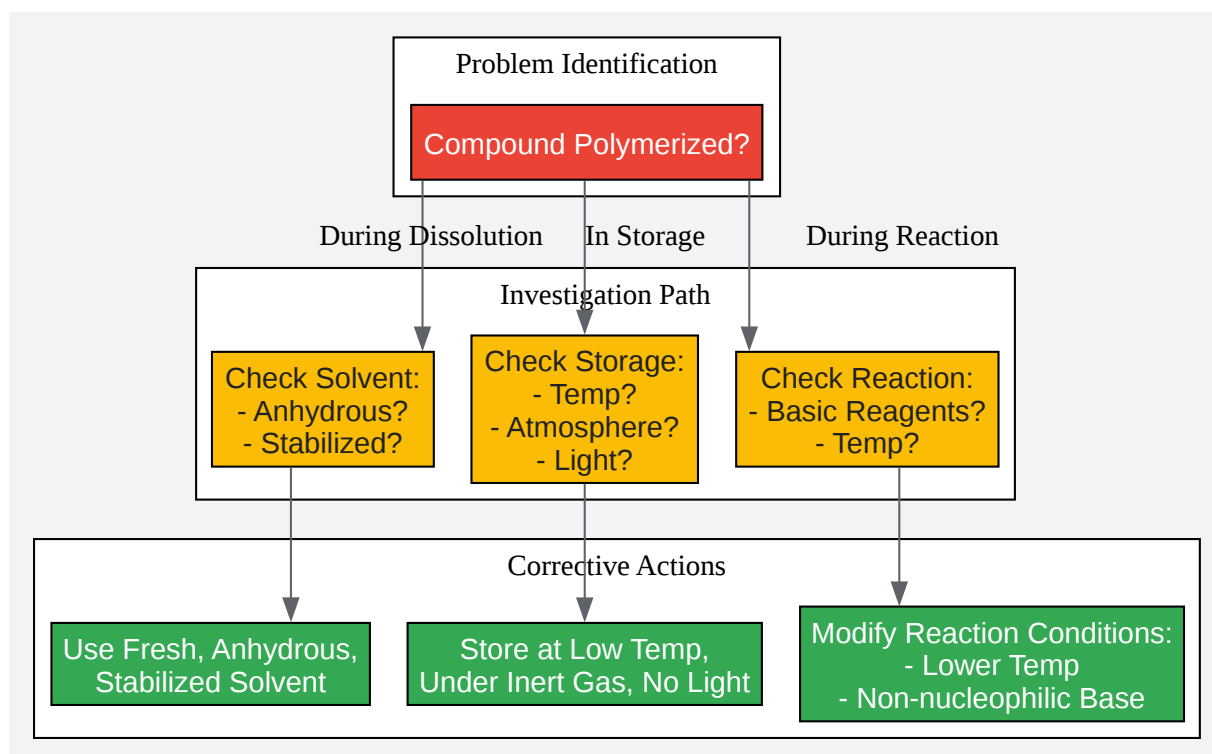 Problem Identification
Compound Polymerized?
During Dissolution
In Storage
During Reaction
Investigation Path
Check Solvent:
- Anhydrous?
- Stabilized?
Check Storage:
- Temp?
- Atmosphere?
- Light?
Check Reaction:
- Basic Reagents?
- Temp?
Corrective Actions
Use Fresh, Anhydrous,
Stabilized Solvent
Store at Low Temp,
Under Inert Gas, No Light
Modify Reaction Conditions:
- Lower Temp
- Non-nucleophilic Base